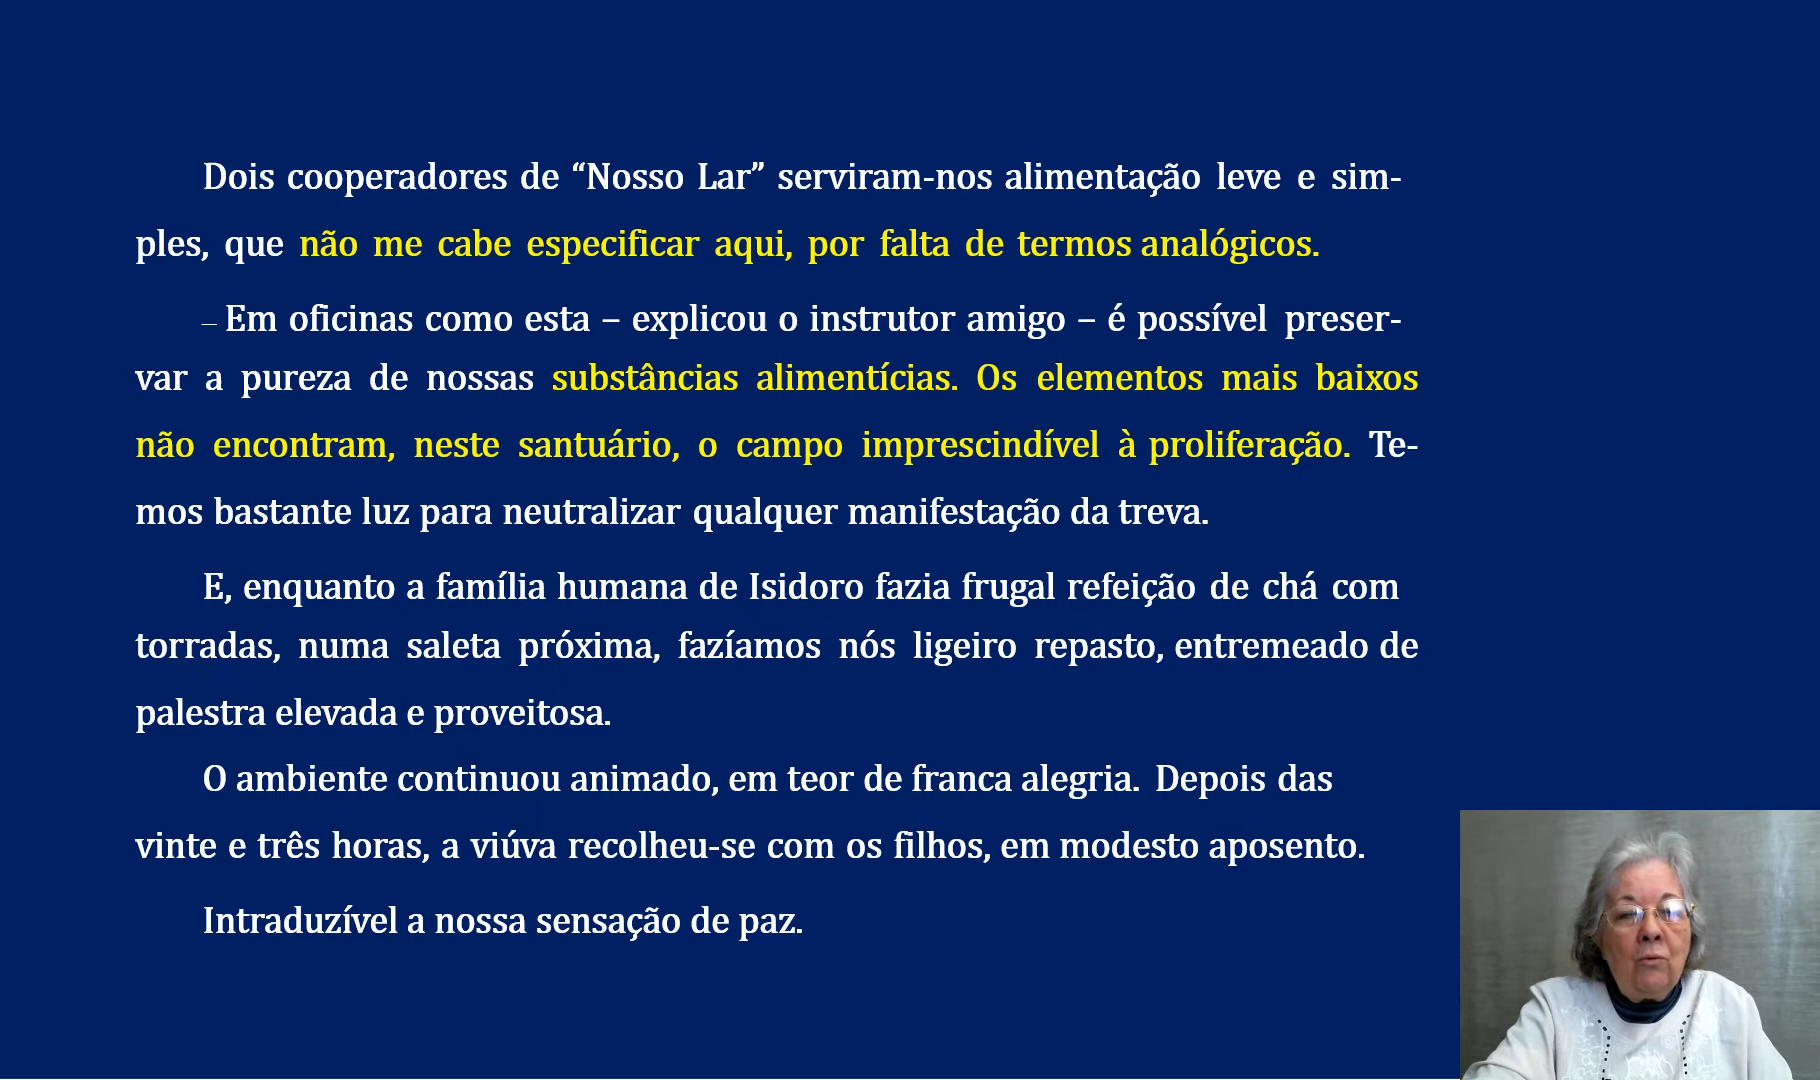 Dois cooperadores de “Nosso Lar” serviram-nos alimentação leve e sim-
ples, que não me cabe especificar aqui, por falta de termos analógicos.
– Em oficinas como esta – explicou o instrutor amigo – é possível preser-
var a pureza de nossas substâncias alimentícias. Os elementos mais baixos
não encontram, neste santuário, o campo imprescindível à proliferação. Te-
mos bastante luz para neutralizar qualquer manifestação da treva.
E, enquanto a família humana de Isidoro fazia frugal refeição de chá com
torradas, numa saleta próxima, fazíamos nós ligeiro repasto, entremeado de
palestra elevada e proveitosa.
O ambiente continuou animado, em teor de franca alegria. Depois das
vinte e três horas, a viúva recolheu-se com os filhos, em modesto aposento.
Intraduzível a nossa sensação de paz.